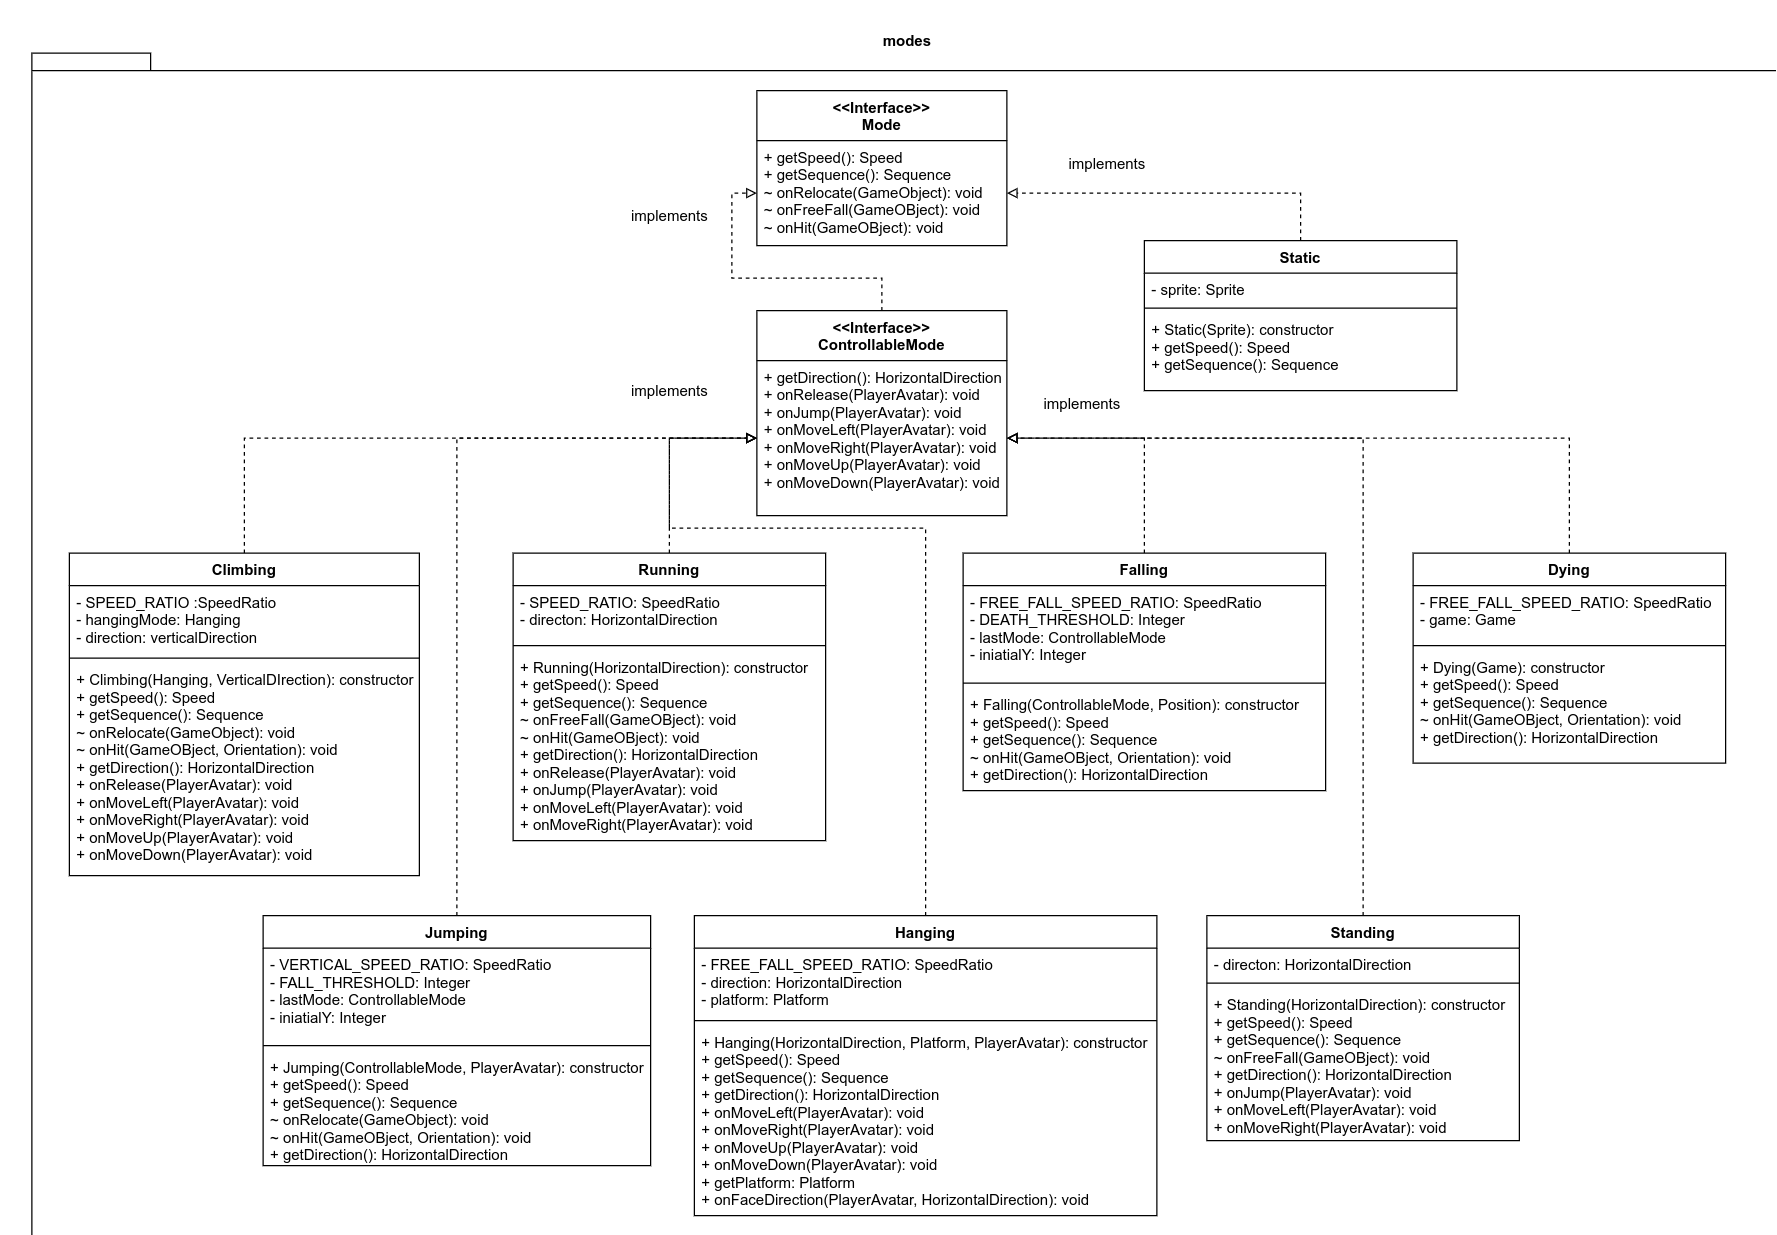 modes
<<Interface>>
Mode
+ getSpeed(): Speed
+ getSequence(): Sequence
~ onRelocate(GameObject): void
~ onFreeFall(GameOBject): void
~ onHit(GameOBject): void
implements
implements
Static
- sprite: Sprite
+ Static(Sprite): constructor
+ getSpeed(): Speed
+ getSequence(): Sequence
<<Interface>>
ControllableMode
+ getDirection(): HorizontalDirection
+ onRelease(PlayerAvatar): void
+ onJump(PlayerAvatar): void
+ onMoveLeft(PlayerAvatar): void
+ onMoveRight(PlayerAvatar): void
+ onMoveUp(PlayerAvatar): void
+ onMoveDown(PlayerAvatar): void
implements
implements
Climbing
- SPEED_RATIO :SpeedRatio
- hangingMode: Hanging
- direction: verticalDirection
+ Climbing(Hanging, VerticalDIrection): constructor
+ getSpeed(): Speed
+ getSequence(): Sequence
~ onRelocate(GameObject): void
~ onHit(GameOBject, Orientation): void
+ getDirection(): HorizontalDirection
+ onRelease(PlayerAvatar): void
+ onMoveLeft(PlayerAvatar): void
+ onMoveRight(PlayerAvatar): void
+ onMoveUp(PlayerAvatar): void
+ onMoveDown(PlayerAvatar): void
Running
- SPEED_RATIO: SpeedRatio
- directon: HorizontalDirection
+ Running(HorizontalDirection): constructor
+ getSpeed(): Speed
+ getSequence(): Sequence
~ onFreeFall(GameOBject): void
~ onHit(GameOBject): void
+ getDirection(): HorizontalDirection
+ onRelease(PlayerAvatar): void
+ onJump(PlayerAvatar): void
+ onMoveLeft(PlayerAvatar): void
+ onMoveRight(PlayerAvatar): void
Falling
- FREE_FALL_SPEED_RATIO: SpeedRatio
- DEATH_THRESHOLD: Integer
- lastMode: ControllableMode
- iniatialY: Integer
+ Falling(ControllableMode, Position): constructor
+ getSpeed(): Speed
+ getSequence(): Sequence
~ onHit(GameOBject, Orientation): void
+ getDirection(): HorizontalDirection
Dying
- FREE_FALL_SPEED_RATIO: SpeedRatio
- game: Game
+ Dying(Game): constructor
+ getSpeed(): Speed
+ getSequence(): Sequence
~ onHit(GameOBject, Orientation): void
+ getDirection(): HorizontalDirection
Jumping
- VERTICAL_SPEED_RATIO: SpeedRatio
- FALL_THRESHOLD: Integer
- lastMode: ControllableMode
- iniatialY: Integer
+ Jumping(ControllableMode, PlayerAvatar): constructor
+ getSpeed(): Speed
+ getSequence(): Sequence
~ onRelocate(GameObject): void
~ onHit(GameOBject, Orientation): void
+ getDirection(): HorizontalDirection
Hanging
- FREE_FALL_SPEED_RATIO: SpeedRatio
- direction: HorizontalDirection
- platform: Platform
+ Hanging(HorizontalDirection, Platform, PlayerAvatar): constructor
+ getSpeed(): Speed
+ getSequence(): Sequence
+ getDirection(): HorizontalDirection
+ onMoveLeft(PlayerAvatar): void
+ onMoveRight(PlayerAvatar): void
+ onMoveUp(PlayerAvatar): void
+ onMoveDown(PlayerAvatar): void
+ getPlatform: Platform
+ onFaceDirection(PlayerAvatar, HorizontalDirection): void
Standing
- directon: HorizontalDirection
+ Standing(HorizontalDirection): constructor
+ getSpeed(): Speed
+ getSequence(): Sequence
~ onFreeFall(GameOBject): void
+ getDirection(): HorizontalDirection
+ onJump(PlayerAvatar): void
+ onMoveLeft(PlayerAvatar): void
+ onMoveRight(PlayerAvatar): void